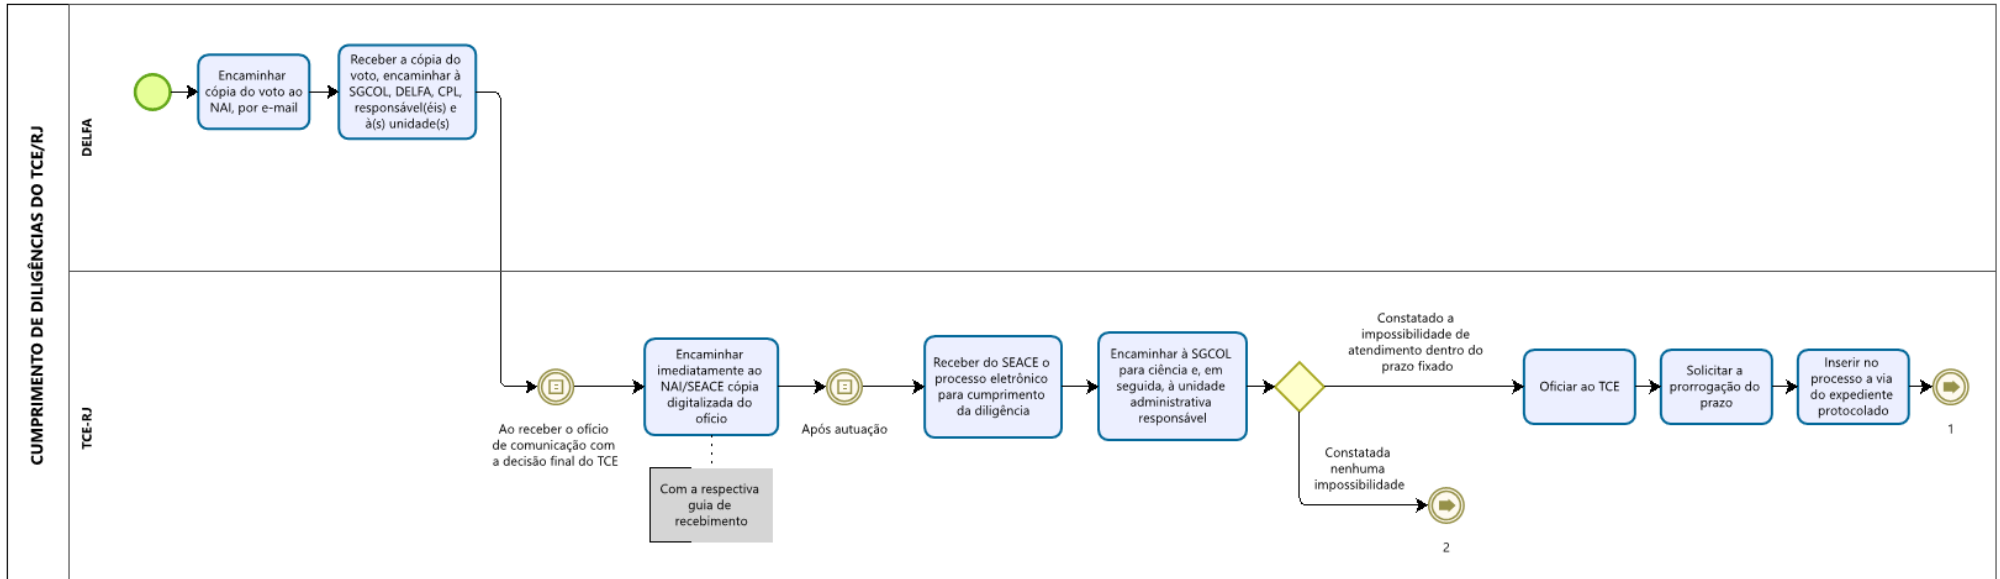 CUMPRIMENTO DE DILIGÊNCIAS DO TCE/RJ
DELFA
Encaminhar
cópia do voto ao
NAI, por e-mail
Receber a cópia do
voto, encaminhar à
SGCOL, DELFA, CPL,
responsável(éis) e
à(s) unidade(s)
TCE-RJ
Ao receber o ofício
de comunicação com
a decisão final do TCE
Encaminhar
imediatamente ao
NAI/SEACE cópia
digitalizada do
ofício
Com a respectiva
guia de
recebimento
Após autuação
Receber do SEACE o
processo eletrônico
para cumprimento
da diligência
Encaminhar à SGCOL
para ciência e, em
seguida, à unidade
administrativa
responsável
Constatado a
impossibilidade de
atendimento dentro do
prazo fixado
Constatada
nenhuma
impossibilidade
2
Oficiar ao TCE
Solicitar a
prorrogação do
prazo
Inserir no
processo a via
do expediente
protocolado
1